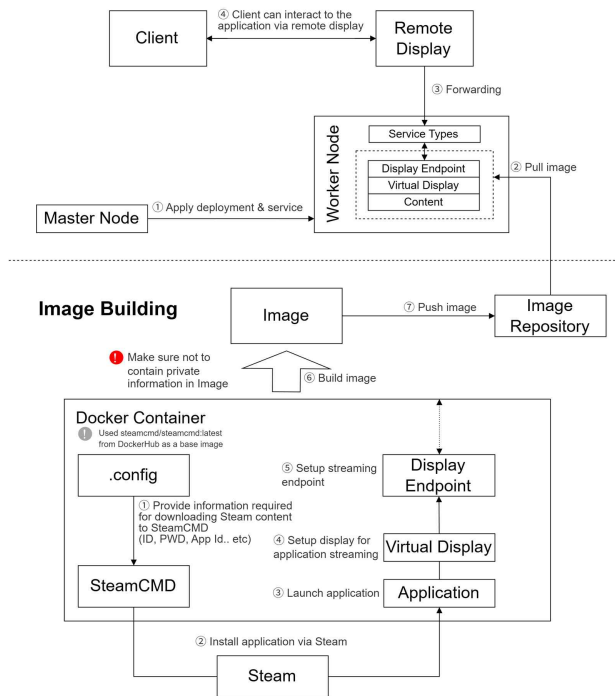 Client
④ Client can interact to the
application via remote display
Remote
Display
③ Forwarding
Worker Node
Service Types
Display Endpoint
Virtual Display
Content
② Pull image
Master Node
① Apply deployment & service
Image Building
Image
⑦ Push image
Image
Repository
! Make sure not to
contain private
information in Image
⑥ Build image
Docker Container
! Used steamcmd/steamcmd:latest
from DockerHub as a base image
.config
① Provide information required
for downloading Steam content
to SteamCMD
(ID, PWD, App Id.. etc)
SteamCMD
⑤ Setup streaming
endpoint
Display
Endpoint
④ Setup display for
application streaming
Virtual Display
③ Launch application
Application
② Install application via Steam
Steam